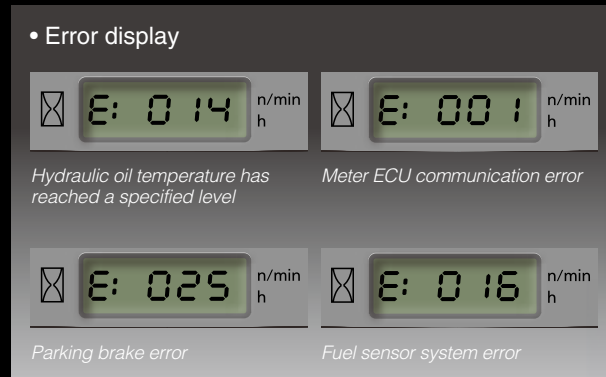 • Error display
E: 014 n/min
h
E: 001 n/min
h
Hydraulic oil temperature has
reached a specified level
Meter ECU communication error
E: 025 n/min
h
E: 016 n/min
h
Parking brake error
Fuel sensor system error